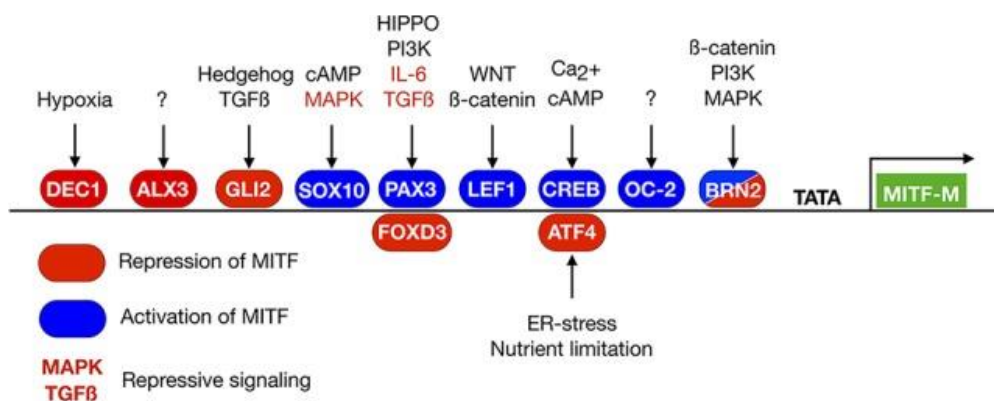 HIPPO
PI3K
IL-6
TGFß
Hedgehog
TGFß
cAMP
MAPK
WNT
ß-catenin
Ca2+
cAMP
ß-catenin
PI3K
MAPK
Hypoxia
?
?
DEC1
ALX3
GLI2
SOX10
PAX3
LEF1
CREB
OC-2
BRN2
TATA
MITF-M
FOXD3
ATF4
Repression of MITF
Activation of MITF
MAPK
TGFß
Repressive signaling
ER-stress
Nutrient limitation